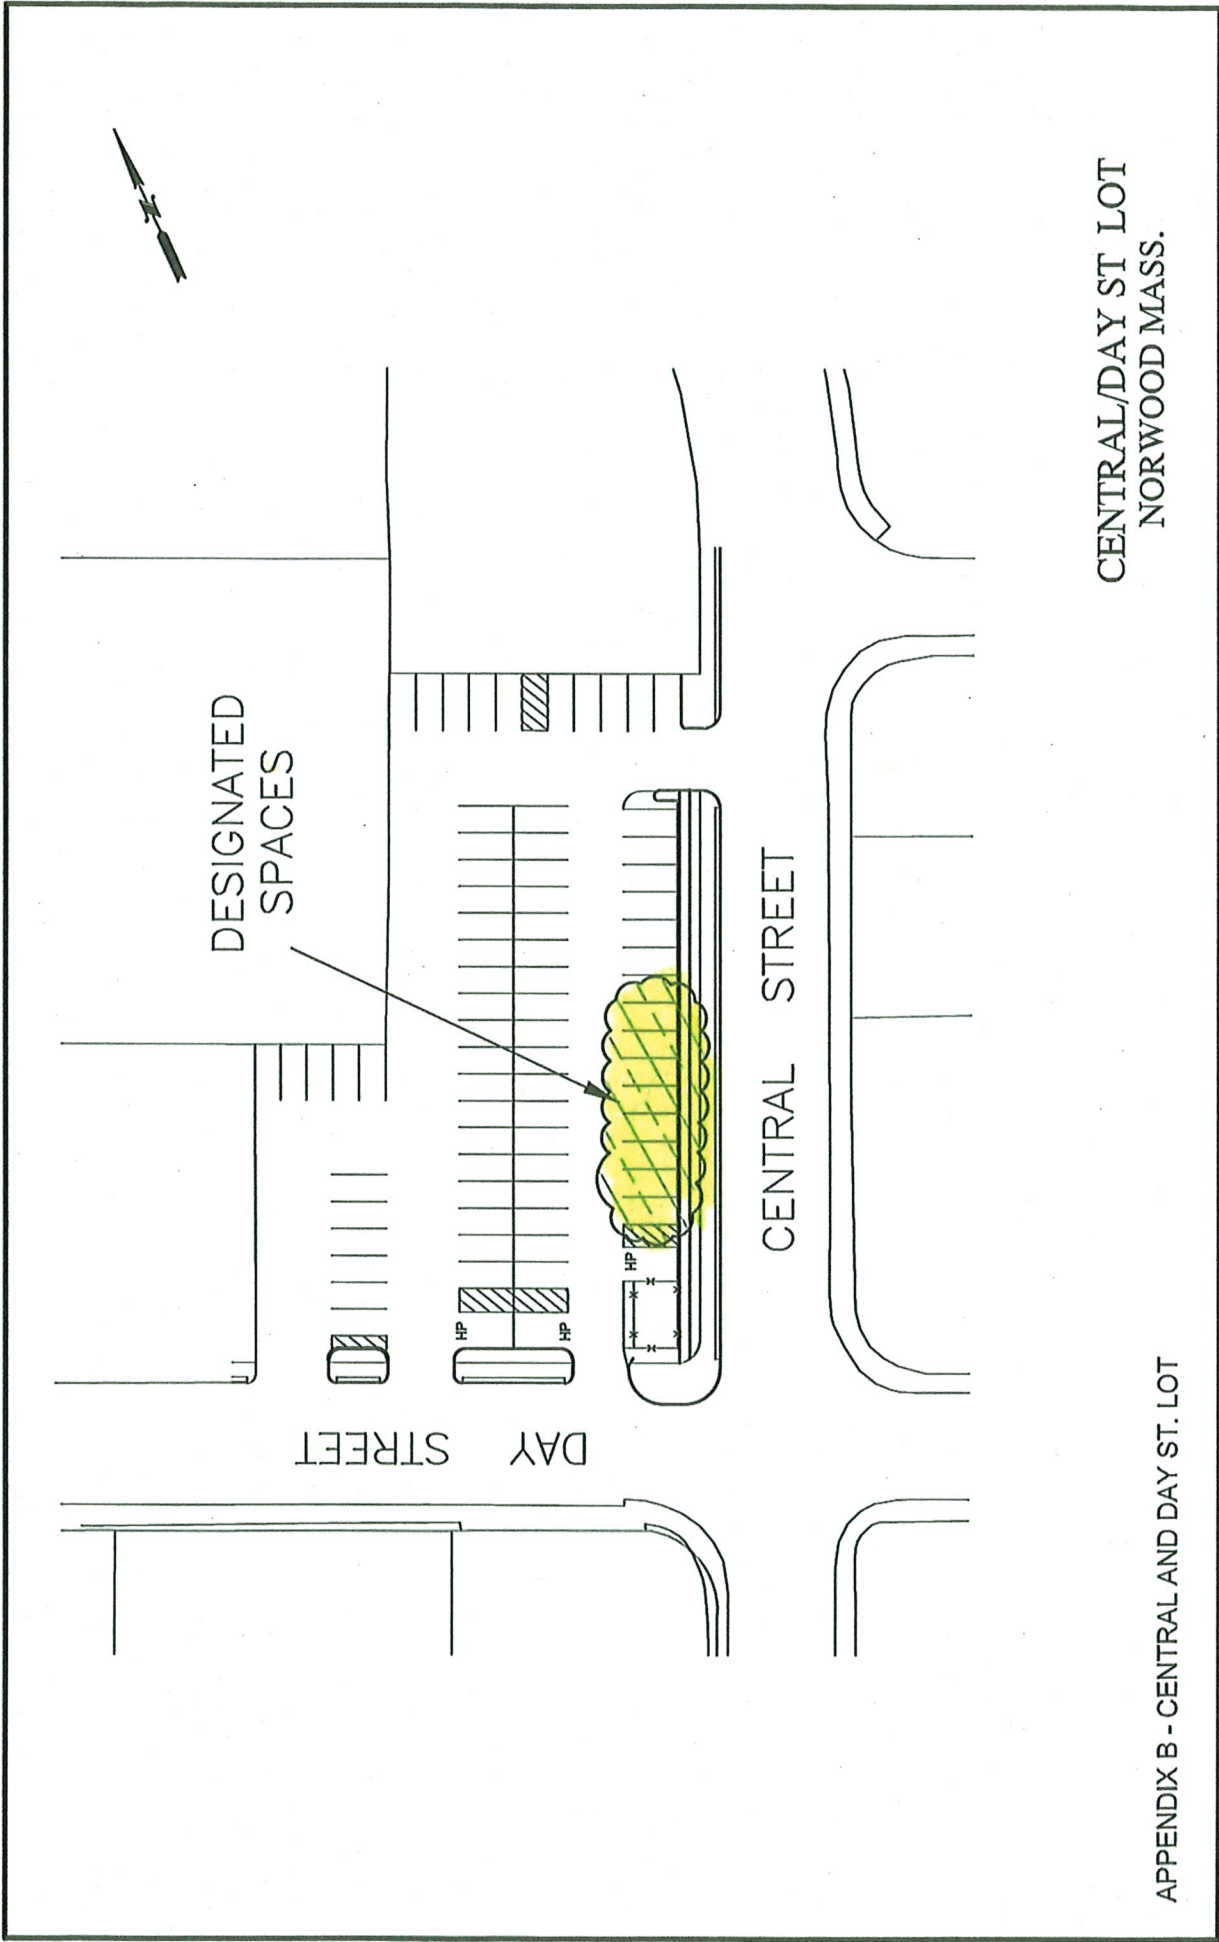 DESIGNATED
SPACES
HP
HP
HP
DAY STREET
CENTRAL STREET
N
CENTRAL/DAY ST LOT
NORWOOD MASS.
APPENDIX B - CENTRAL AND DAY ST. LOT